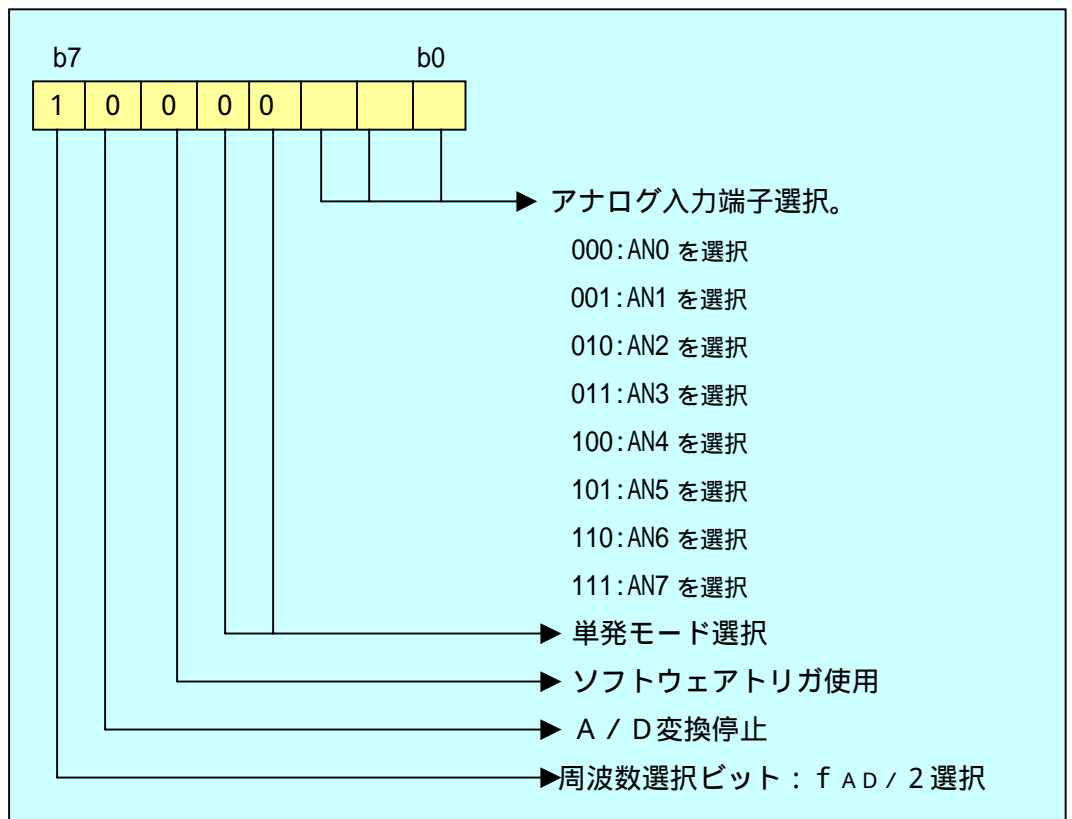 b7 b0
1 0 0 0 0
アナログ入力端子選択。
000:AN0 を選択
001:AN1 を選択
010:AN2 を選択
011:AN3 を選択
100:AN4 を選択
101:AN5 を選択
110:AN6 を選択
111:AN7 を選択
単発モード選択
ソフトウェアトリガ使用
A/D変換停止
周波数選択ビット:fAD/2選択